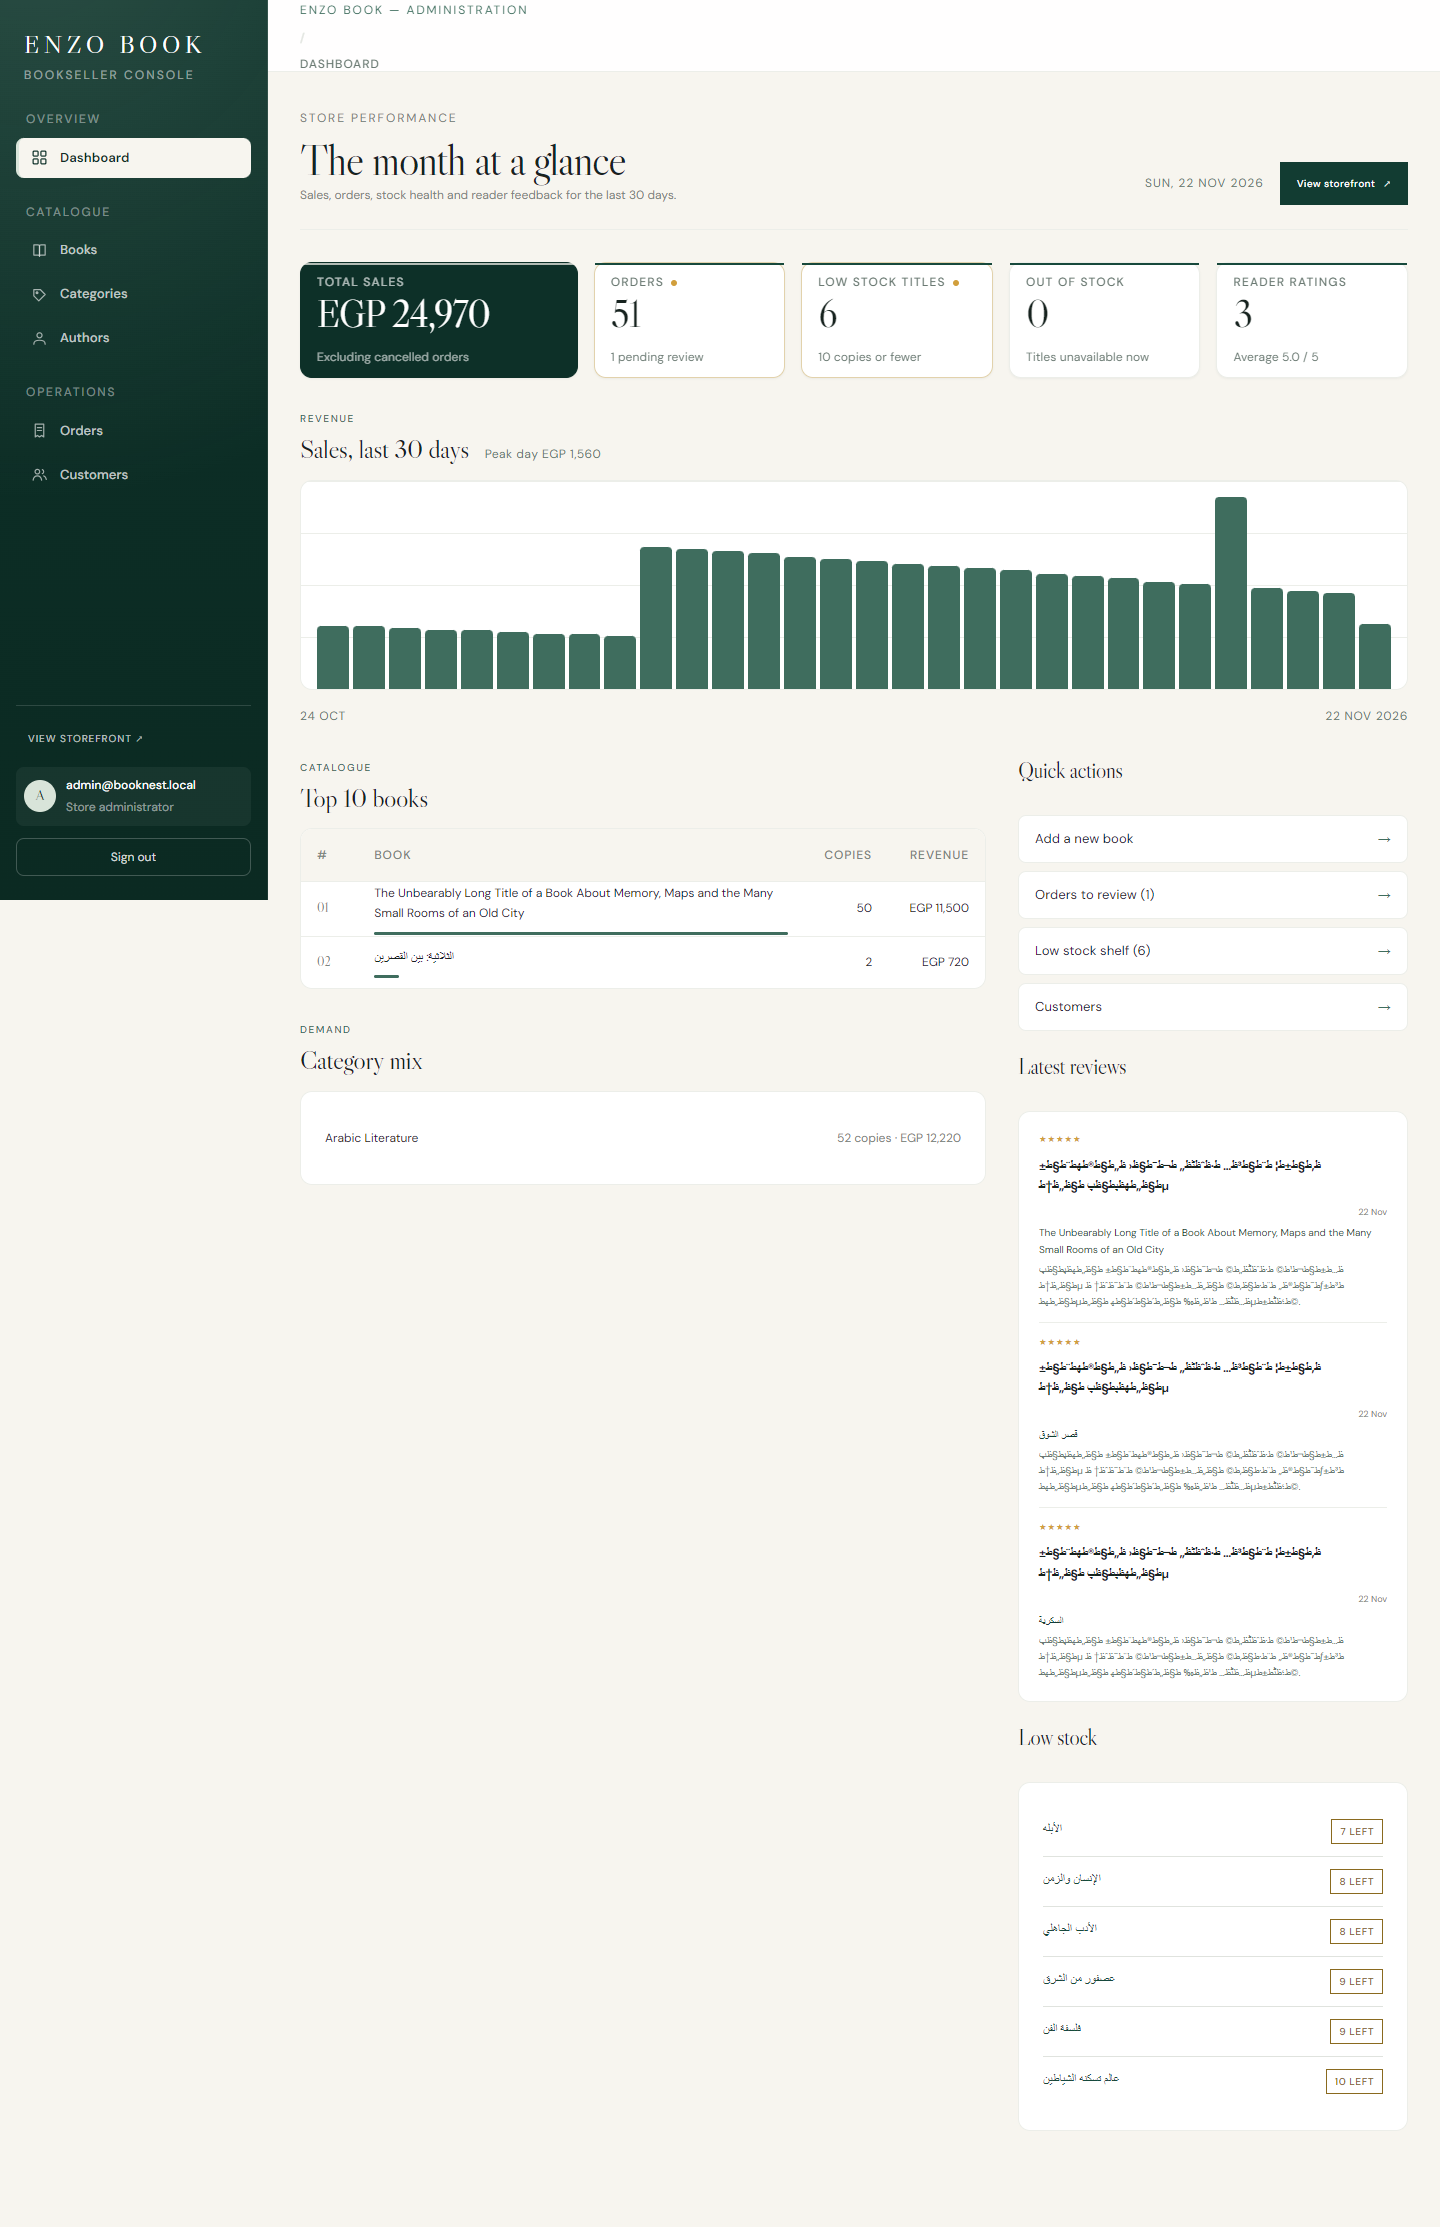 ENZO BOOK
BOOKSELLER CONSOLE
OVERVIEW
Dashboard
CATALOGUE
Books
Categories
Authors
OPERATIONS
Orders
Customers
VIEW STOREFRONT ↗
A
admin@booknest.local
Store administrator
Sign out
ENZO BOOK — ADMINISTRATION
/
DASHBOARD
STORE PERFORMANCE
The month at a glance
Sales, orders, stock health and reader feedback for the last 30 days.
SUN, 22 NOV 2026
View storefront ↗
TOTAL SALES
EGP 24,970
Excluding cancelled orders
ORDERS
51
1 pending review
LOW STOCK TITLES
6
10 copies or fewer
OUT OF STOCK
0
Titles unavailable now
READER RATINGS
3
Average 5.0 / 5
REVENUE
Sales, last 30 days Peak day EGP 1,560
24 OCT 22 NOV 2026
CATALOGUE
Top 10 books
# BOOK COPIES REVENUE
01 The Unbearably Long Title of a Book About Memory, Maps and the Many
Small Rooms of an Old City
50 EGP 11,500
02 الثلاثية: بين القصرين 2 EGP 720
DEMAND
Category mix
Arabic Literature 52 copies · EGP 12,220
Quick actions
Add a new book →
Orders to review (1) →
Low stock shelf (6) →
Customers →
Latest reviews
★★★★★
22 Nov
The Unbearably Long Title of a Book About Memory, Maps and the Many
Small Rooms of an Old City
★★★★★
22 Nov
قصر الشوق
★★★★★
22 Nov
السكرية
Low stock
الأبله 7 LEFT
الإنسان والزمن 8 LEFT
الأدب الجاهلي 8 LEFT
عصفور من الشرق 9 LEFT
فلسفة الفن 9 LEFT
عالم تسكنه الشياطين 10 LEFT